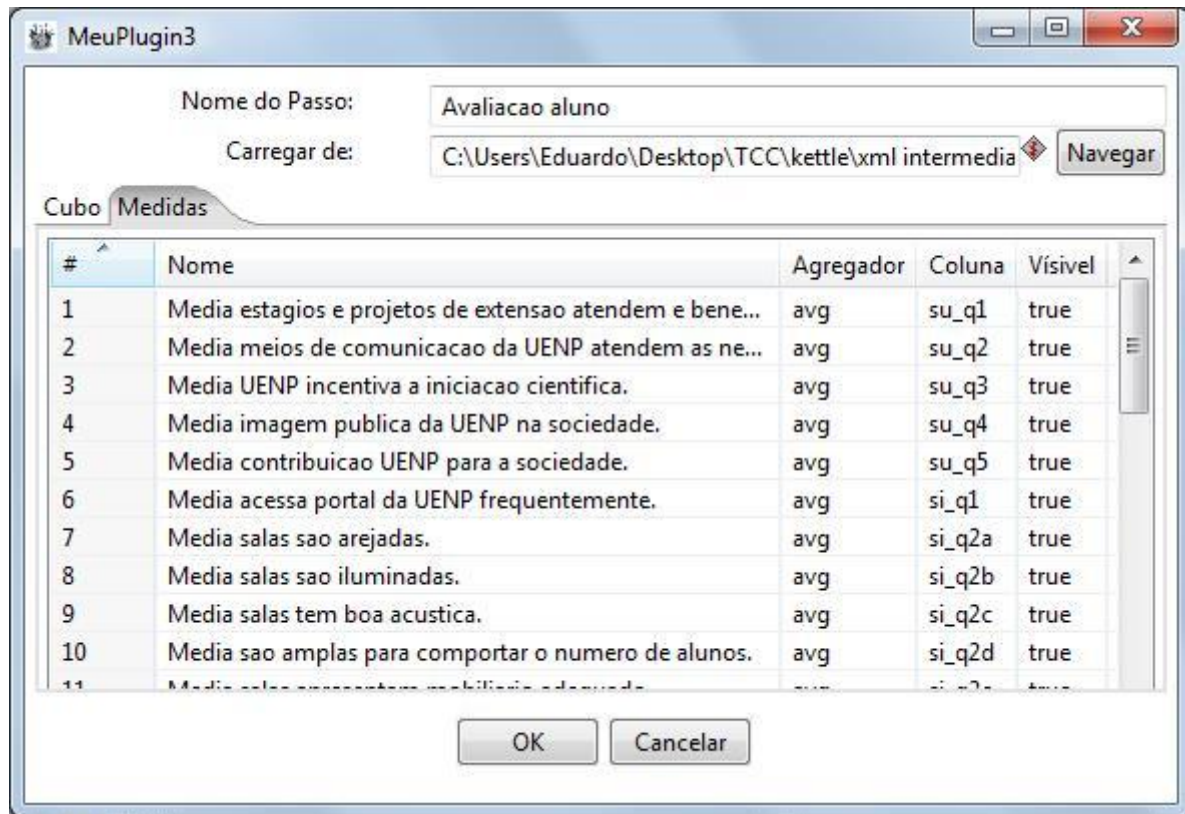 MeuPlugin3
Nome do Passo: Avaliacao aluno
Carregar de: C:\Users\Eduardo\Desktop\TCC\kettle\xml intermedia Navegar
Cubo Medidas
# Nome Agregador Coluna Vísivel
1 Media estagios e projetos de extensao atendem e bene... avg su_q1 true
2 Media meios de comunicacao da UENP atendem as ne... avg su_q2 true
3 Media UENP incentiva a iniciacao cientifica. avg su_q3 true
4 Media imagem publica da UENP na sociedade. avg su_q4 true
5 Media contribuicao UENP para a sociedade. avg su_q5 true
6 Media acessa portal da UENP frequentemente. avg si_q1 true
7 Media salas sao arejadas. avg si_q2a true
8 Media salas sao iluminadas. avg si_q2b true
9 Media salas tem boa acustica. avg si_q2c true
10 Media sao amplas para comportar o numero de alunos. avg si_q2d true
11 Media salas apresentam mobiliario adequado
OK Cancelar